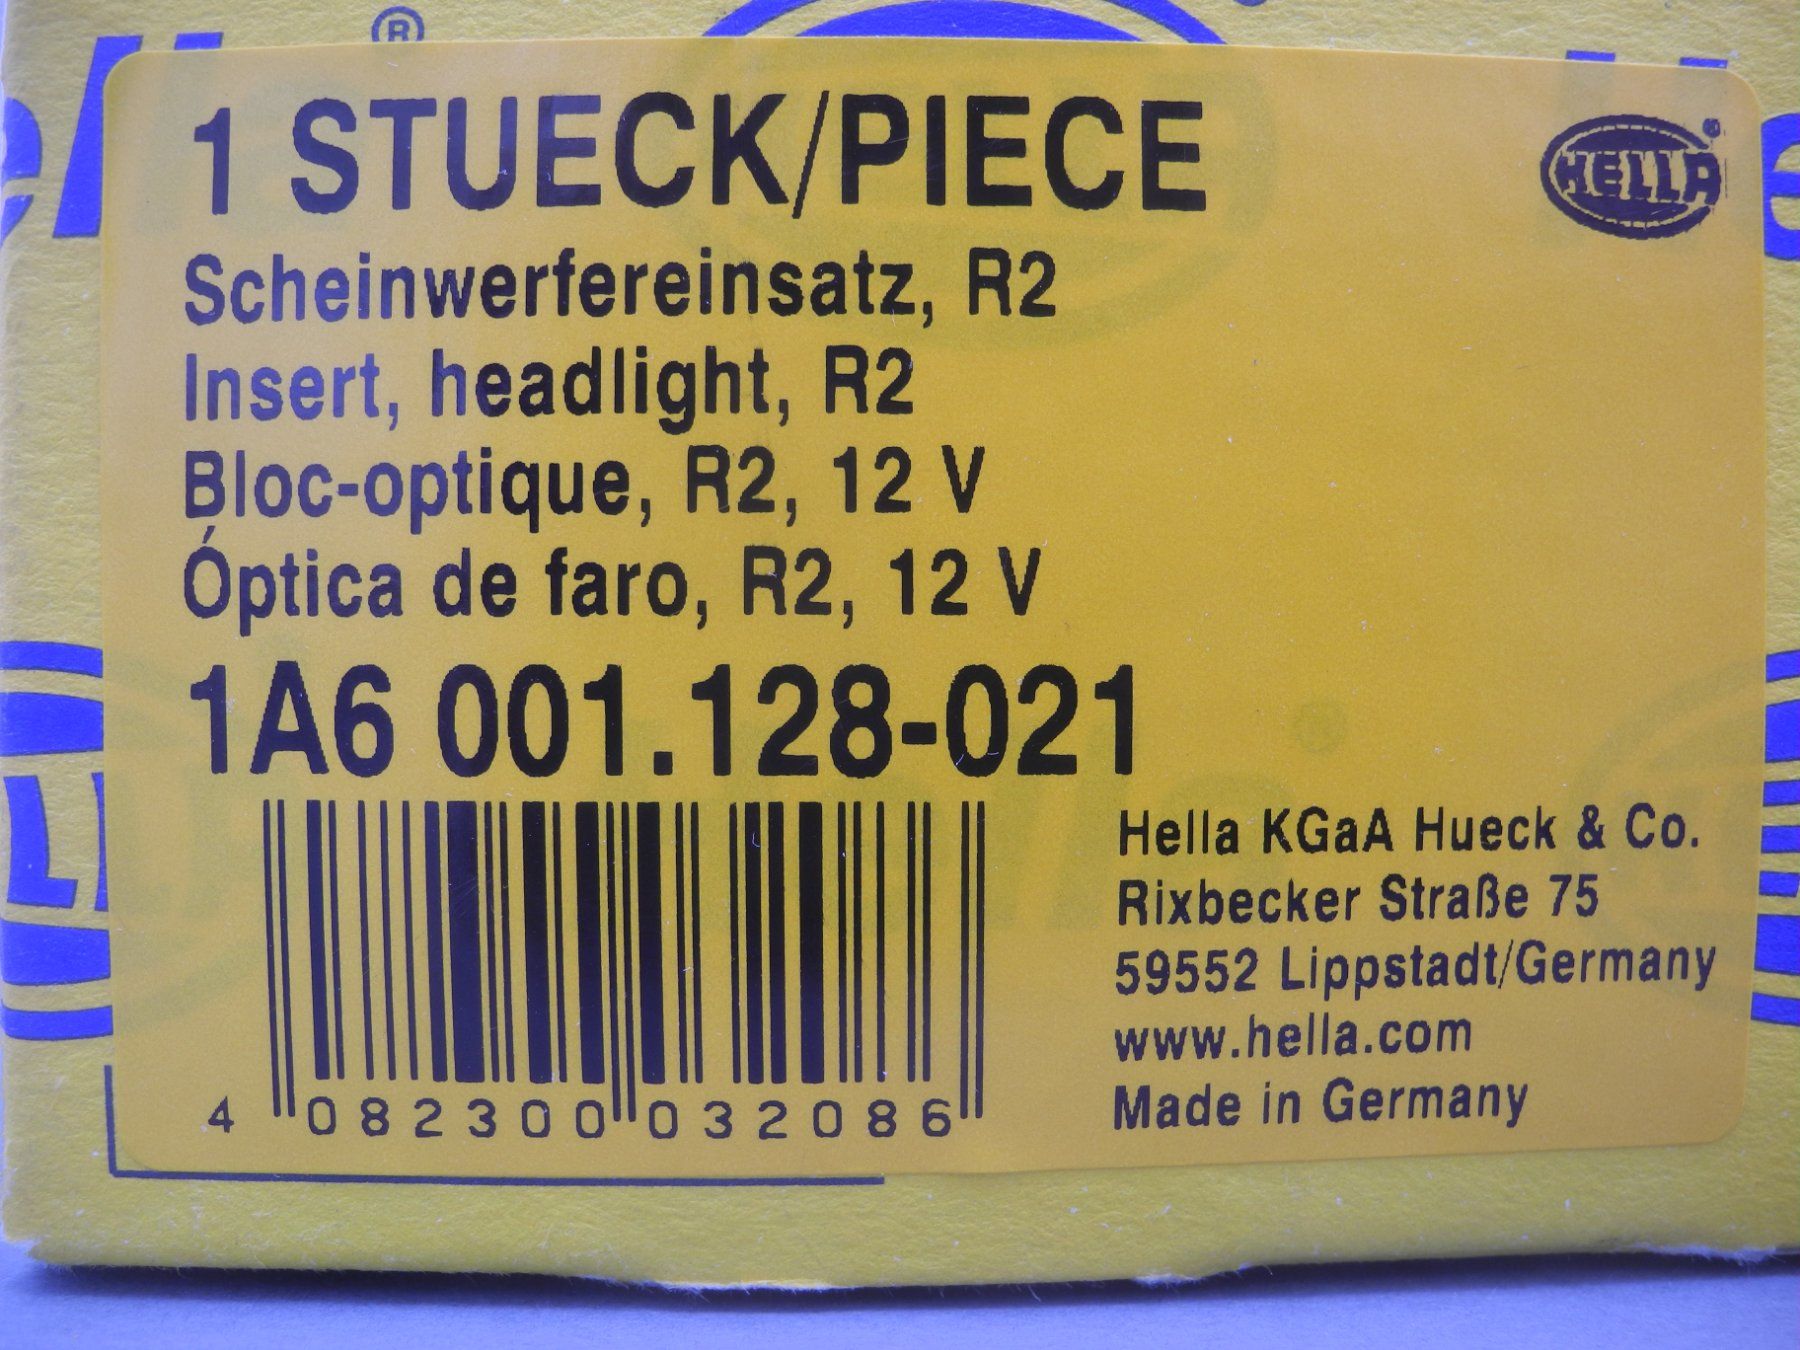 ®
1 STUECK/PIECE
HELLA®
Scheinwerfereinsatz, R2
Insert, headlight, R2
Bloc-optique, R2, 12 V
Óptica de faro, R2, 12 V
1A6 001.128-021
4 082300 032086
Hella KGaA Hueck & Co.
Rixbecker Straße 75
59552 Lippstadt/Germany
www.hella.com
Made in Germany